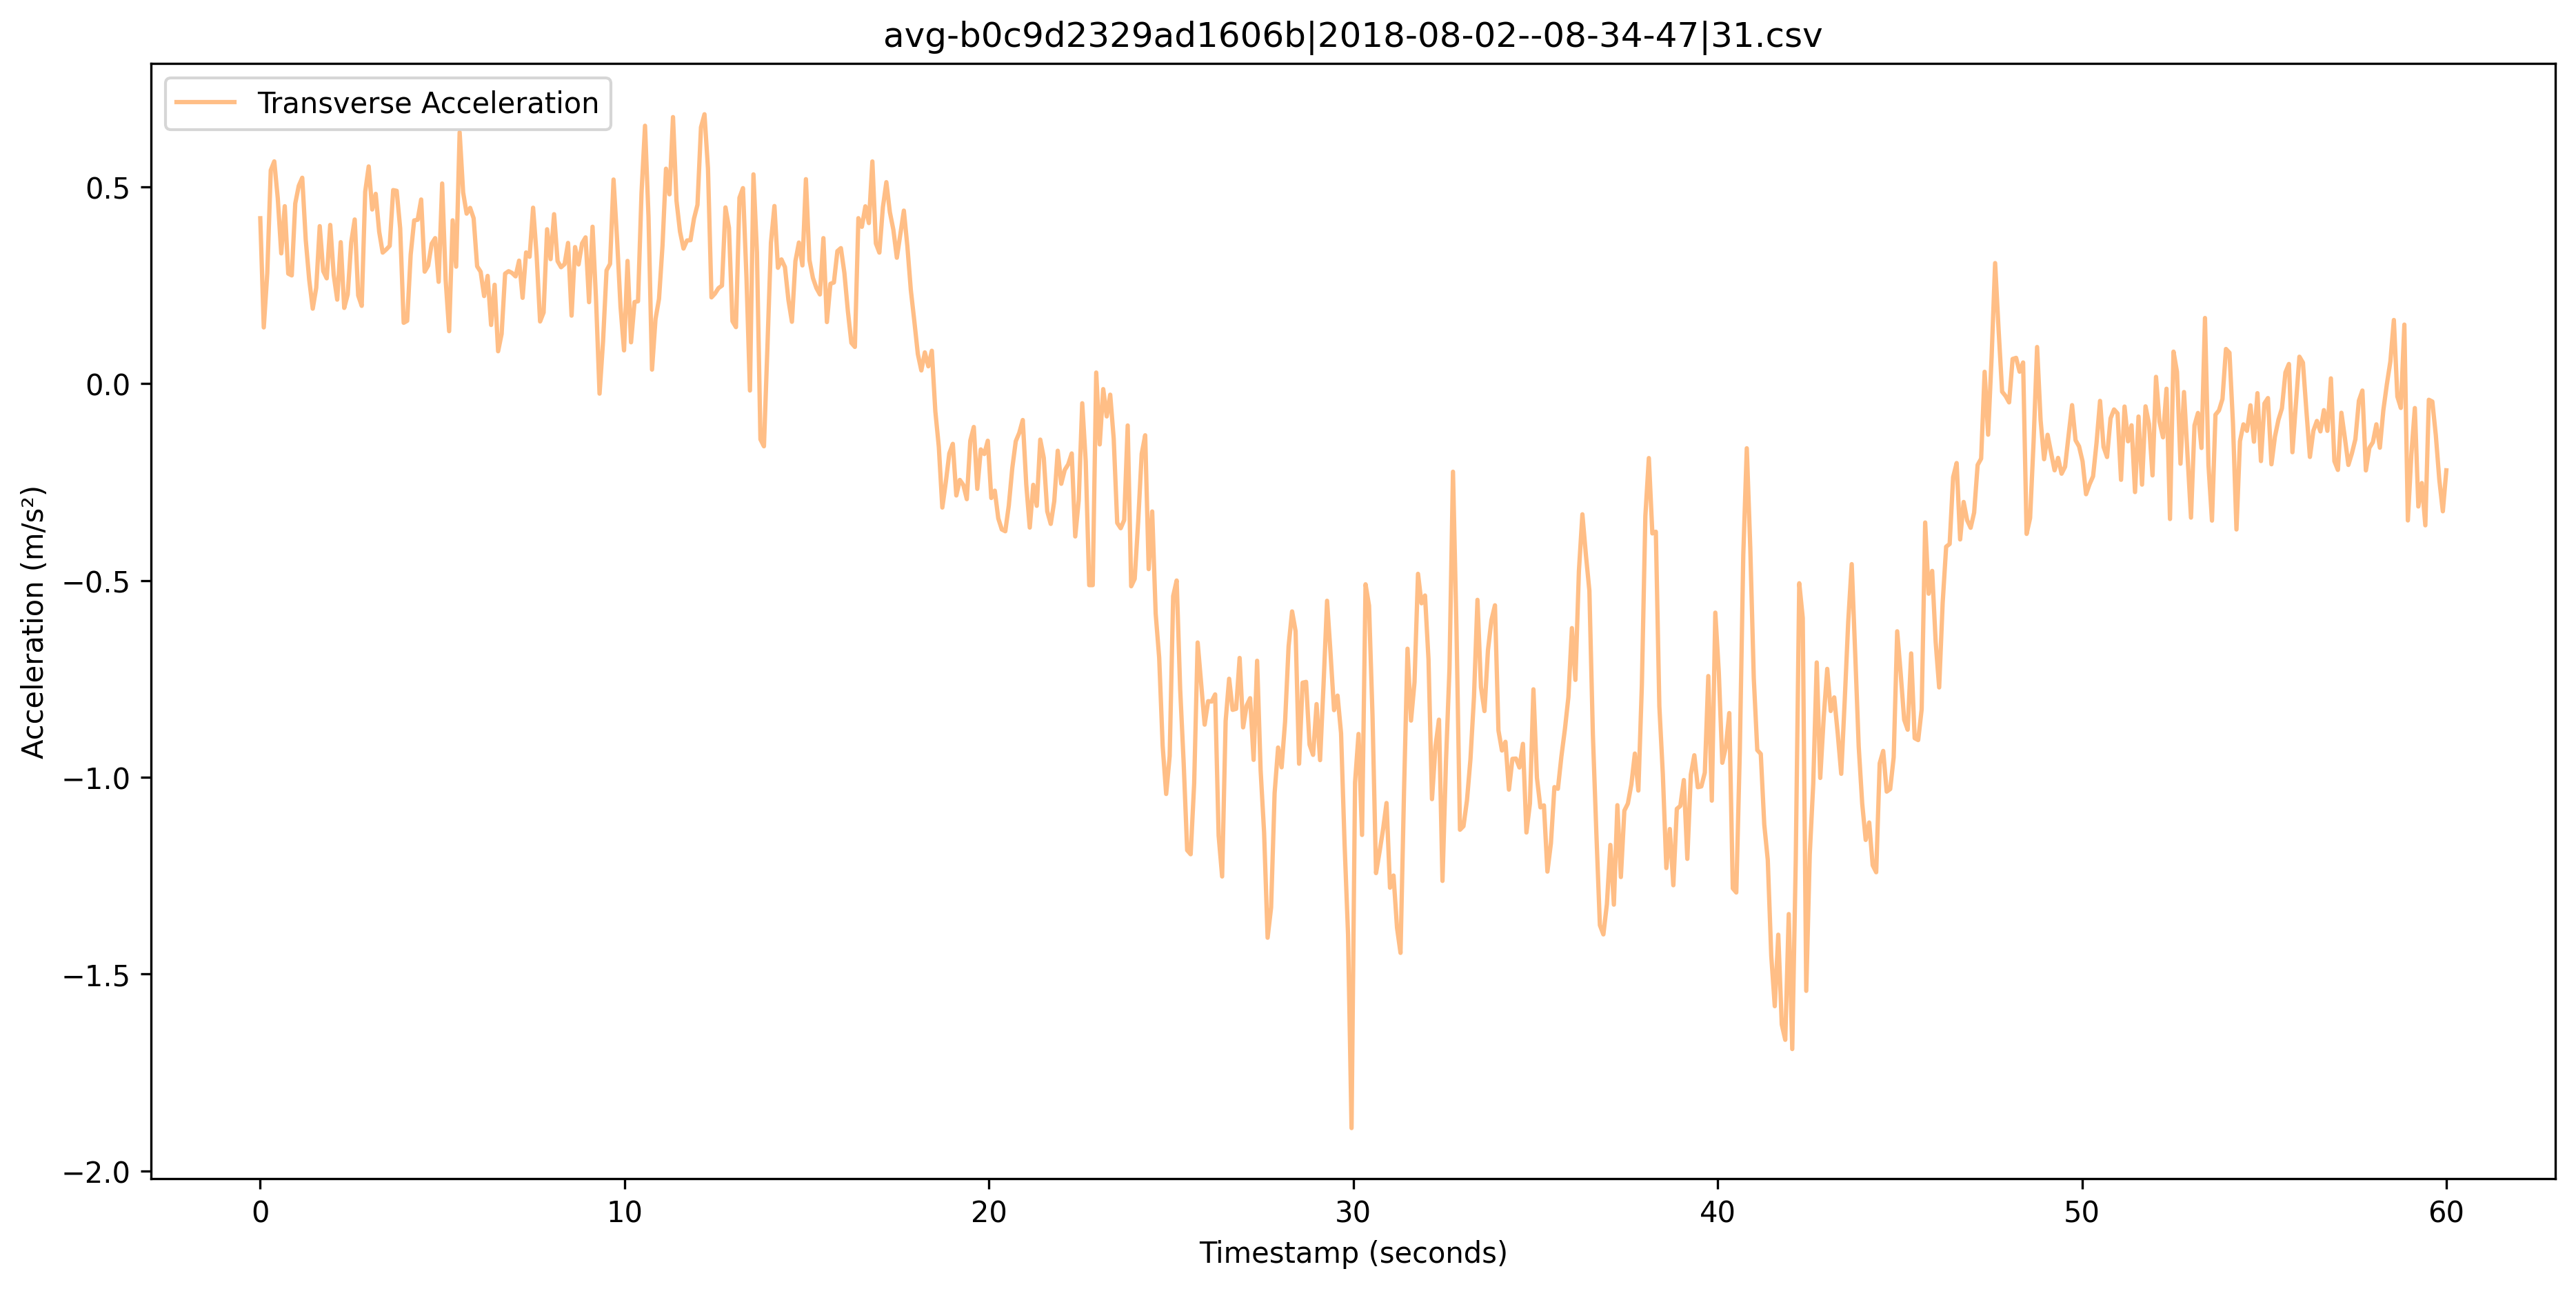 avg-b0c9d2329ad1606b|2018-08-02--08-34-47|31.csv
Transverse Acceleration
Acceleration (m/s²)
0.5
0.0
−0.5
−1.0
−1.5
−2.0
0 10 20 30 40 50 60
Timestamp (seconds)